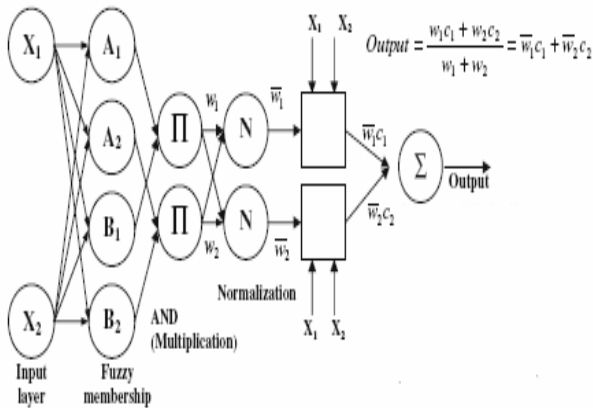 X₁ X₂
Output = (w₁c₁ + w₂c₂) / (w₁ + w₂) = w̅₁c₁ + w̅₂c₂
X₁
A₁
A₂
B₁
B₂
X₂
Π
Π
w₁
w₂
N
N
w̅₁
w̅₂
w̅₁c₁
w̅₂c₂
Σ
Output
Normalization
X₁ X₂
AND
(Multiplication)
Input
layer
Fuzzy
membership